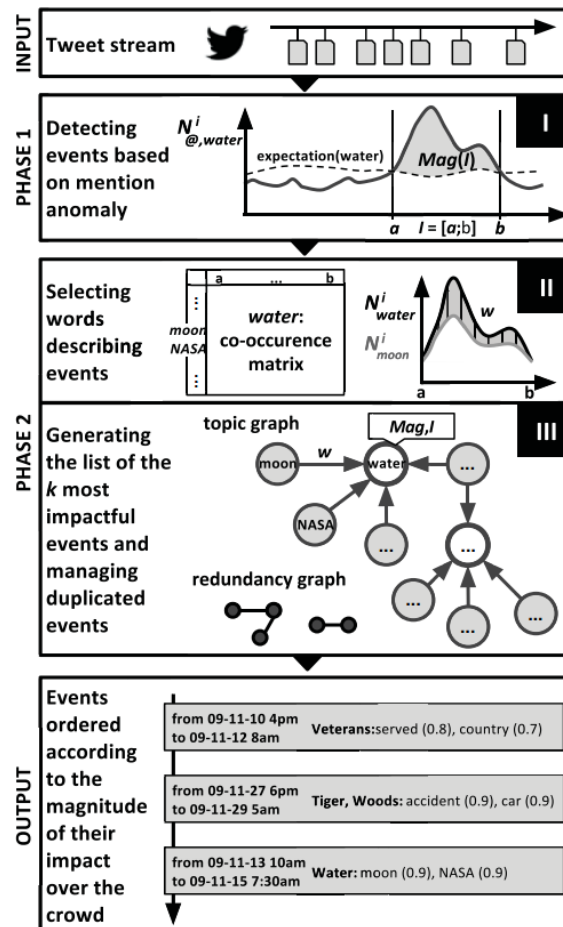 INPUT
Tweet stream
PHASE 1
Detecting
events based
on mention
anomaly
N^i_@,water
expectation(water)
Mag(I)
a I = [a;b] b
I
PHASE 2
Selecting
words
describing
events
a ... b
⋮
moon
NASA
⋮
water:
co-occurence
matrix
N^i_water
N^i_moon
w
a b
II
Generating
the list of the
k most
impactful
events and
managing
duplicated
events
topic graph
Mag,I
moon
w
water
...
NASA
...
...
...
...
...
redundancy graph
III
OUTPUT
Events
ordered
according
to the
magnitude
of their
impact
over the
crowd
from 09-11-10 4pm
to 09-11-12 8am
Veterans:served (0.8), country (0.7)
from 09-11-27 6pm
to 09-11-29 5am
Tiger, Woods: accident (0.9), car (0.9)
from 09-11-13 10am
to 09-11-15 7:30am
Water: moon (0.9), NASA (0.9)